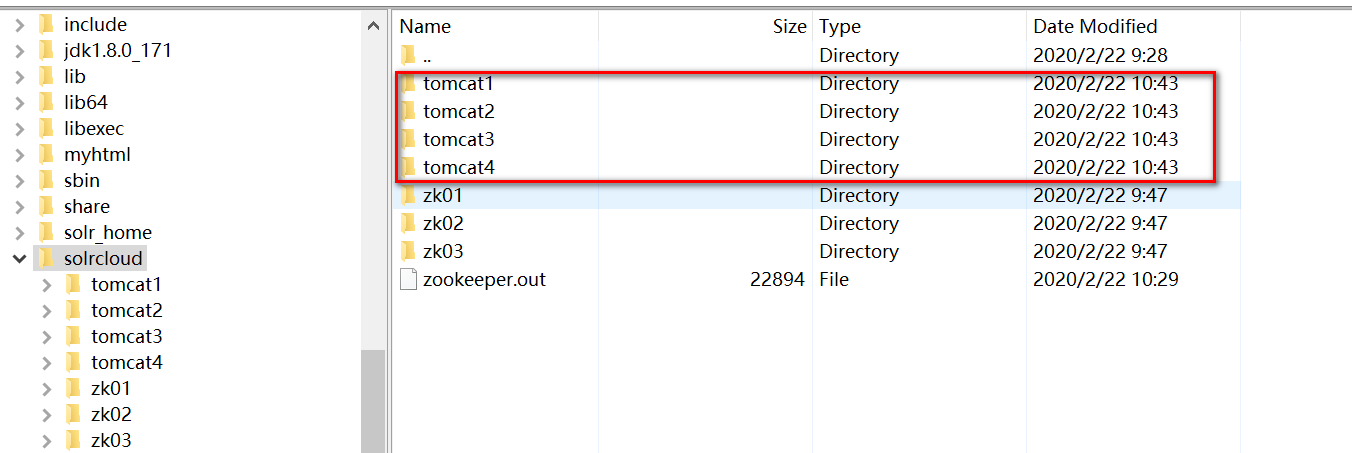 include
jdk1.8.0_171
lib
lib64
libexec
myhtml
sbin
share
solr_home
solrcloud
tomcat1
tomcat2
tomcat3
tomcat4
zk01
zk02
zk03
Name Size Type Date Modified
.. Directory 2020/2/22 9:28
tomcat1 Directory 2020/2/22 10:43
tomcat2 Directory 2020/2/22 10:43
tomcat3 Directory 2020/2/22 10:43
tomcat4 Directory 2020/2/22 10:43
zk01 Directory 2020/2/22 9:47
zk02 Directory 2020/2/22 9:47
zk03 Directory 2020/2/22 9:47
zookeeper.out 22894 File 2020/2/22 10:29